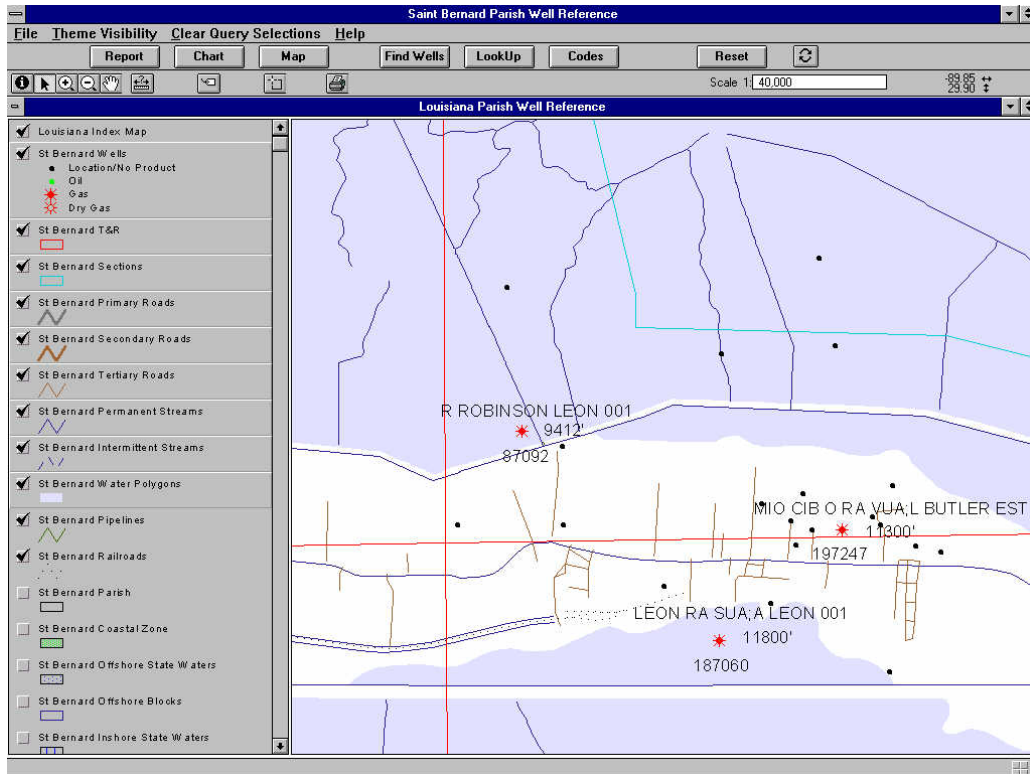 Saint Bernard Parish Well Reference
File Theme Visibility Clear Query Selections Help
Report Chart Map Find Wells LookUp Codes Reset
Scale 1: 40,000
-89.85
29.90
Louisiana Parish Well Reference
Louisiana Index Map
St Bernard Wells
Location/No Product
Oil
Gas
Dry Gas
St Bernard T&R
St Bernard Sections
St Bernard Primary Roads
St Bernard Secondary Roads
St Bernard Tertiary Roads
St Bernard Permanent Streams
St Bernard Intermittent Streams
St Bernard Water Polygons
St Bernard Pipelines
St Bernard Railroads
St Bernard Parish
St Bernard Coastal Zone
St Bernard Offshore State Waters
St Bernard Offshore Blocks
St Bernard Inshore State Waters
R ROBINSON LEON 001
9412'
87092
MIO CIB O RA VUA;L BUTLER EST
11300'
197247
LEON RA SUA;A LEON 001
11800'
187060